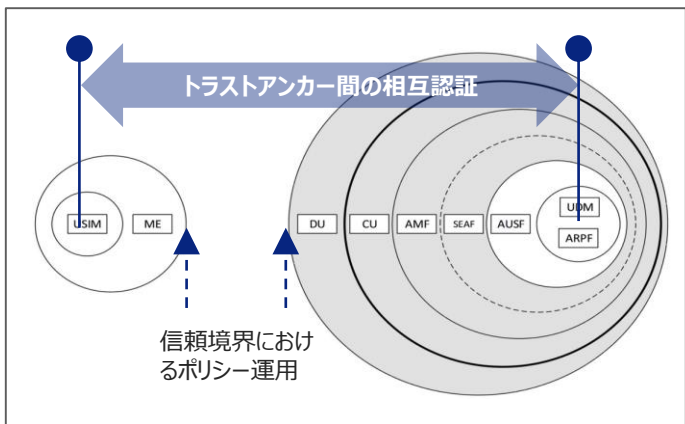 トラストアンカー間の相互認証
USIM
ME
DU
CU
AMF
SEAF
AUSF
UDM
ARPF
信頼境界におけ
るポリシー運用